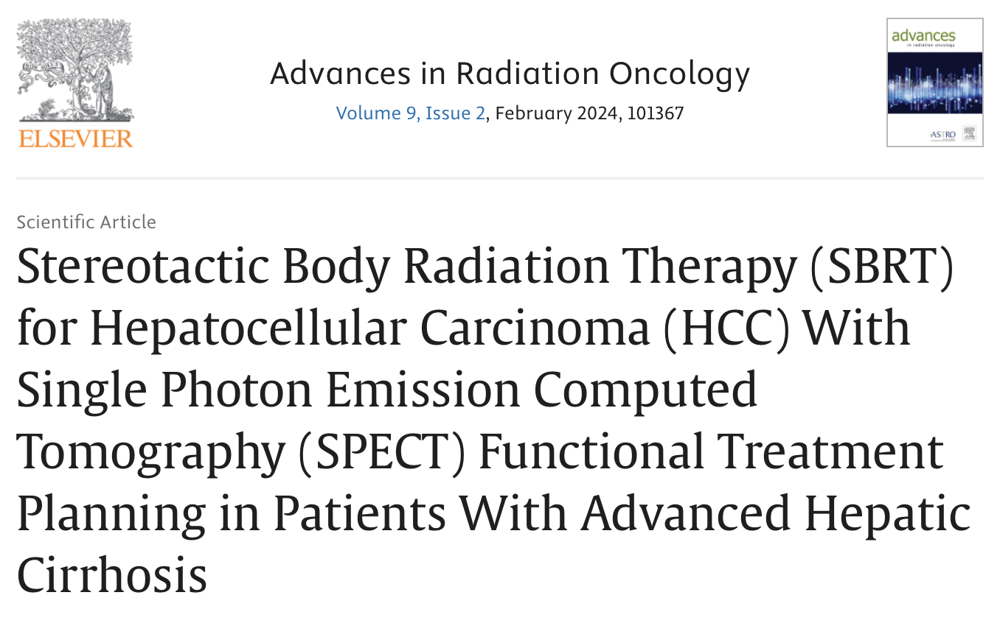 NON SOLUS
ELSEVIER
Advances in Radiation Oncology
Volume 9, Issue 2, February 2024, 101367
advances
in radiation oncology
ASTRO
Scientific Article
Stereotactic Body Radiation Therapy (SBRT)
for Hepatocellular Carcinoma (HCC) With
Single Photon Emission Computed
Tomography (SPECT) Functional Treatment
Planning in Patients With Advanced Hepatic
Cirrhosis